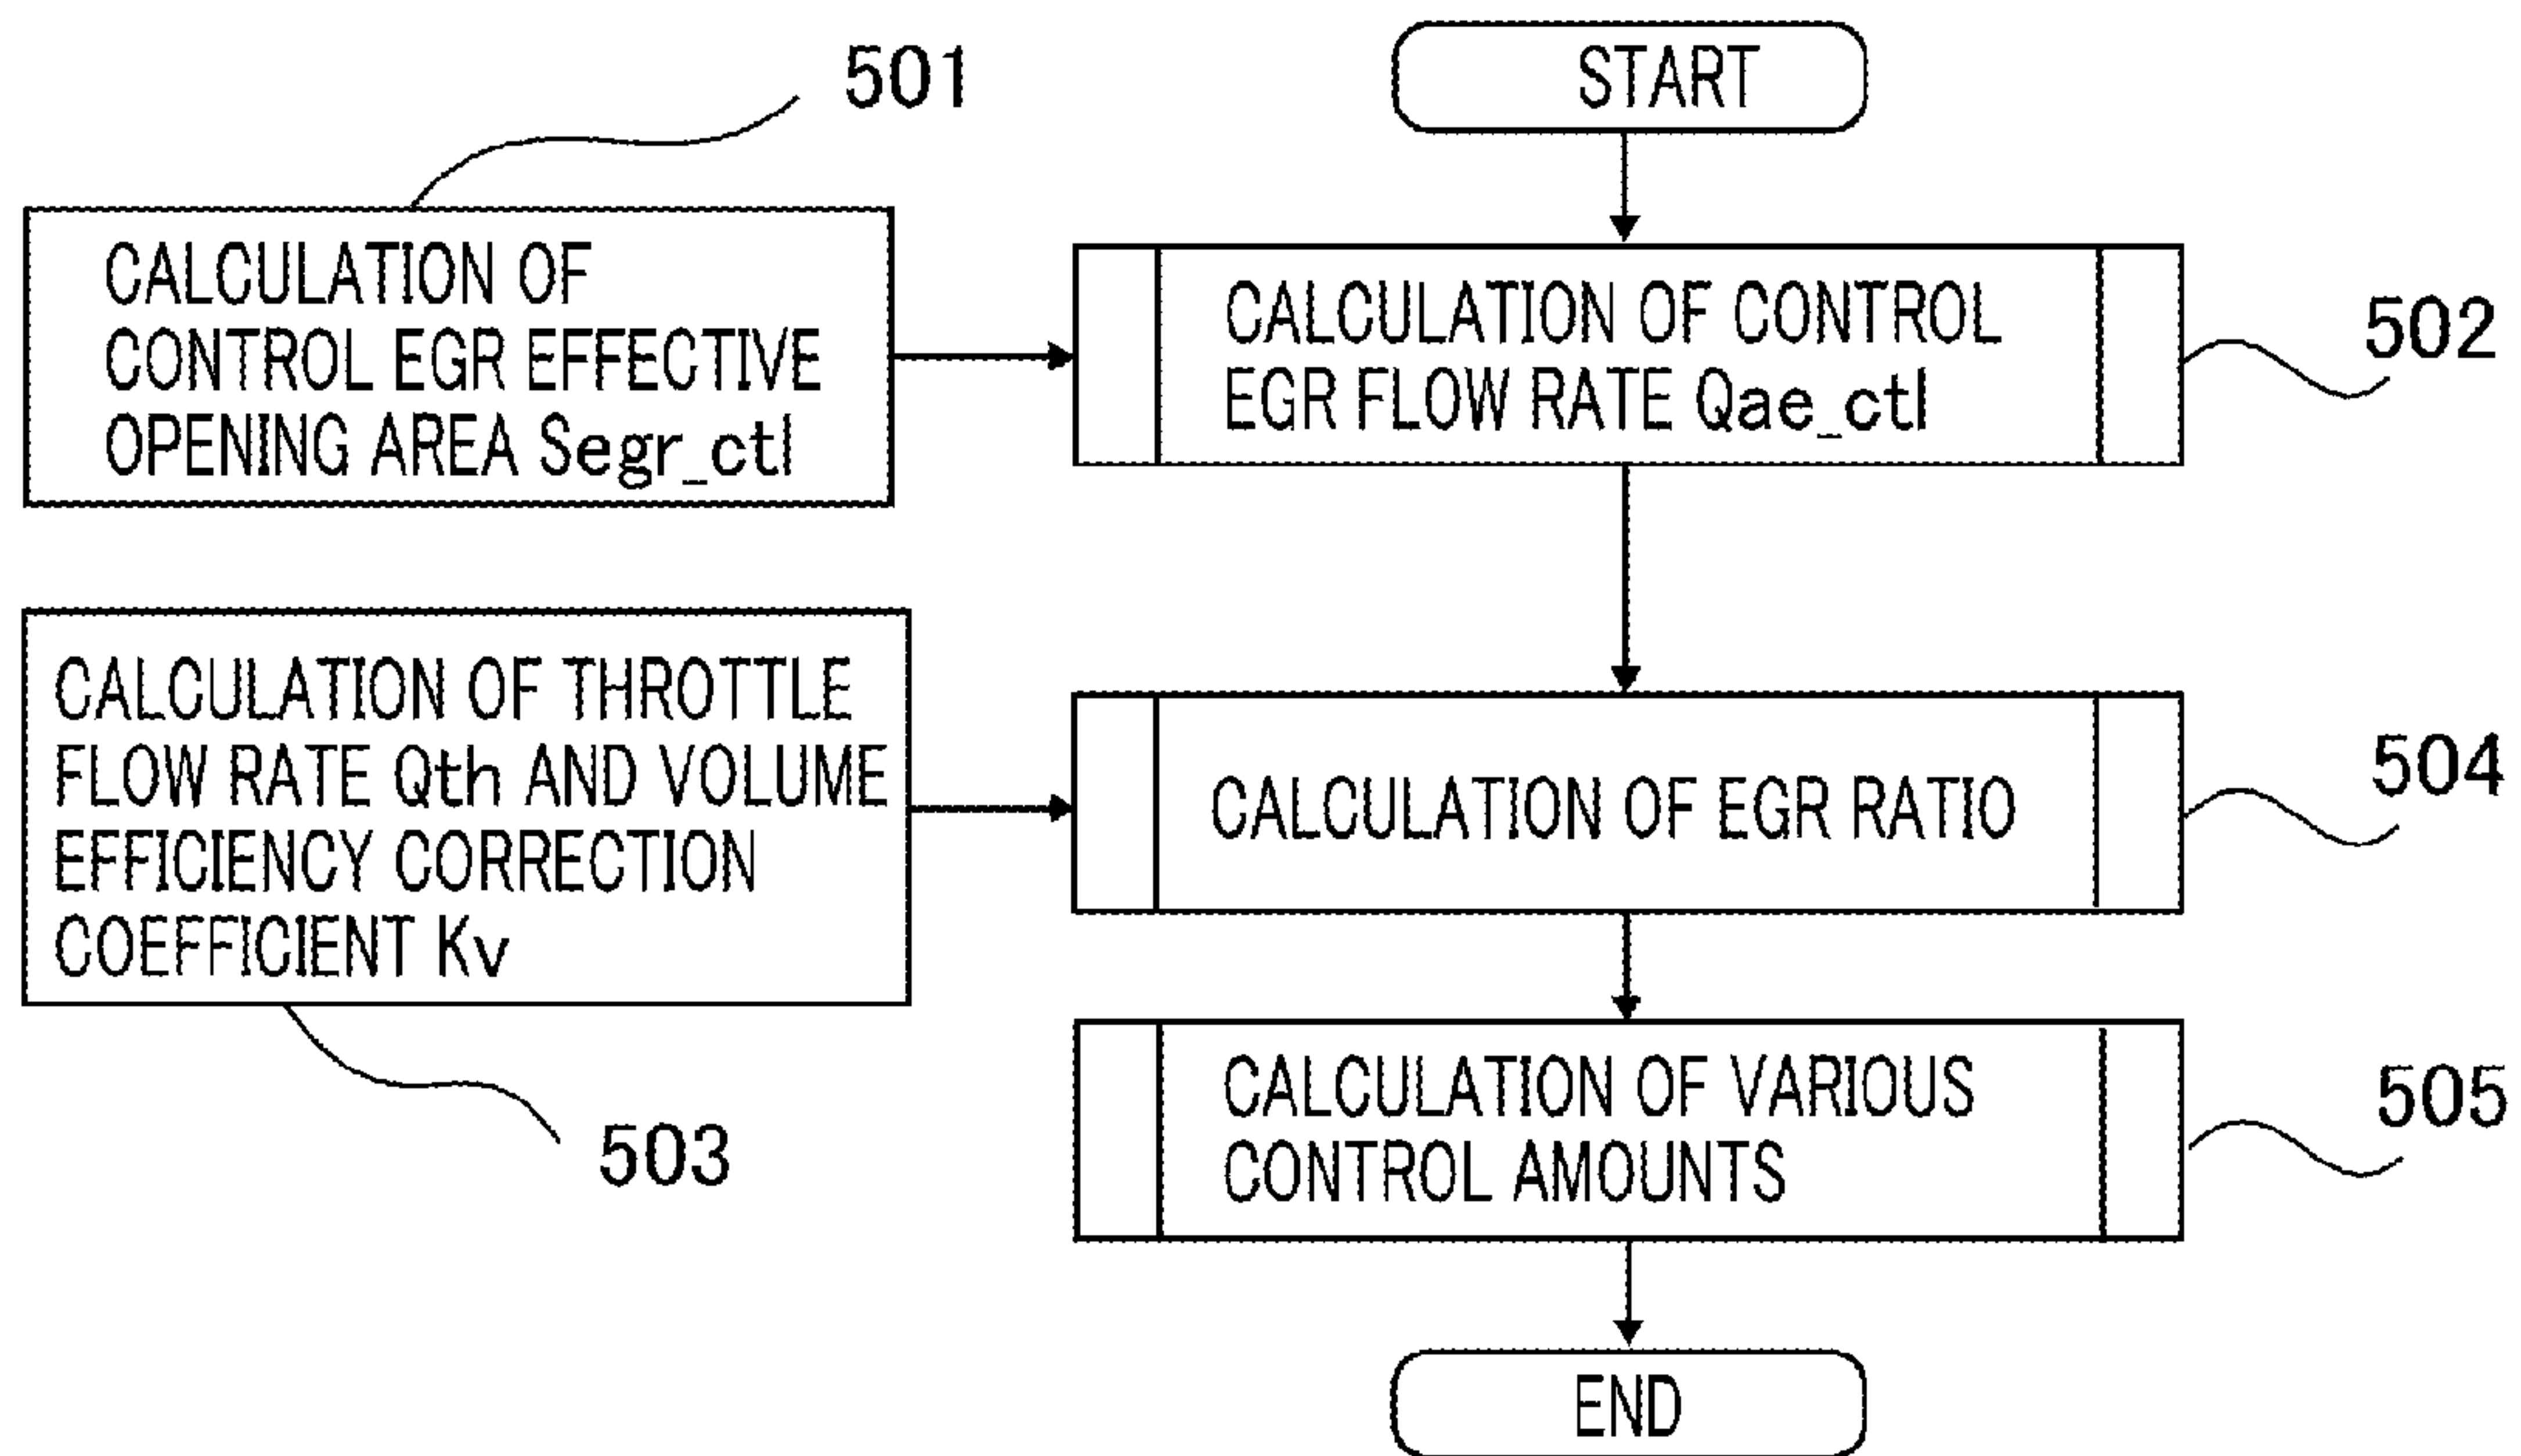 501
START
CALCULATION OF
CONTROL EGR EFFECTIVE
OPENING AREA Segr_ctl
CALCULATION OF CONTROL
EGR FLOW RATE Qae_ctl
502
CALCULATION OF THROTTLE
FLOW RATE Qth AND VOLUME
EFFICIENCY CORRECTION
COEFFICIENT Kv
503
CALCULATION OF EGR RATIO
504
CALCULATION OF VARIOUS
CONTROL AMOUNTS
505
END